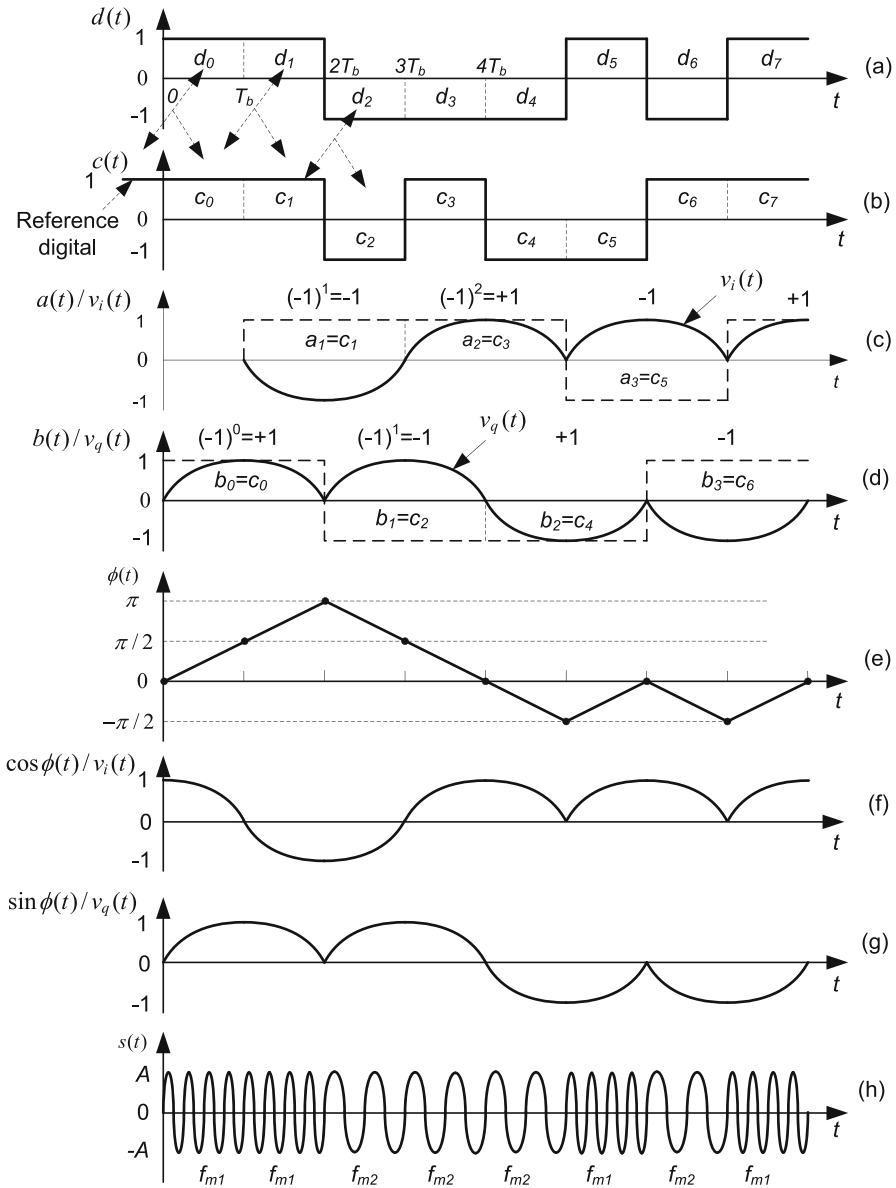 d(t)
1
0
-1
d0 d1 2Tb 3Tb 4Tb d5 d6 d7
0 Tb d2 d3 d4
t
(a)
c(t)
1
0
-1
Reference
digital
c0 c1 c3 c6 c7
c2 c4 c5
t
(b)
a(t)/vi(t)
(-1)^1=-1 (-1)^2=+1 -1 vi(t) +1
1
0
-1
a1=c1 a2=c3
a3=c5
t
(c)
b(t)/vq(t)
(-1)^0=+1 (-1)^1=-1 vq(t) +1 -1
1
0
-1
b0=c0 b3=c6
b1=c2 b2=c4
t
(d)
ϕ(t)
π
π/2
0
−π/2
t
(e)
cos ϕ(t)/vi(t)
1
0
-1
t
(f)
sin ϕ(t)/vq(t)
1
0
-1
t
(g)
s(t)
A
0
-A
t
(h)
fm1 fm1 fm2 fm2 fm2 fm1 fm2 fm1